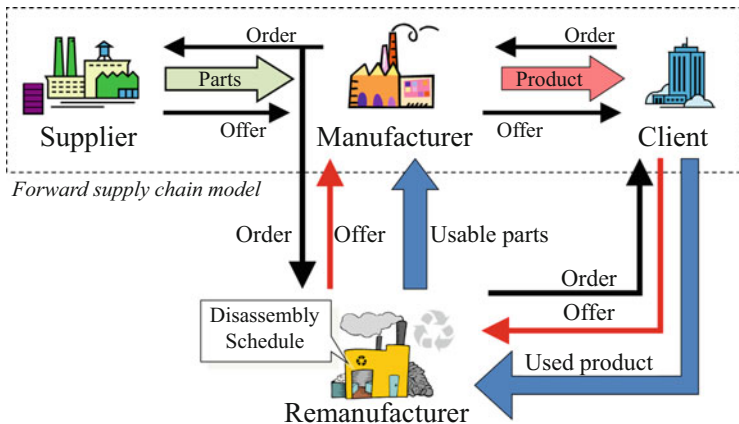 Order
Order
Parts
Product
Offer
Offer
Supplier
Manufacturer
Client
Forward supply chain model
Order
Offer
Usable parts
Order
Disassembly
Schedule
Offer
Used product
Remanufacturer